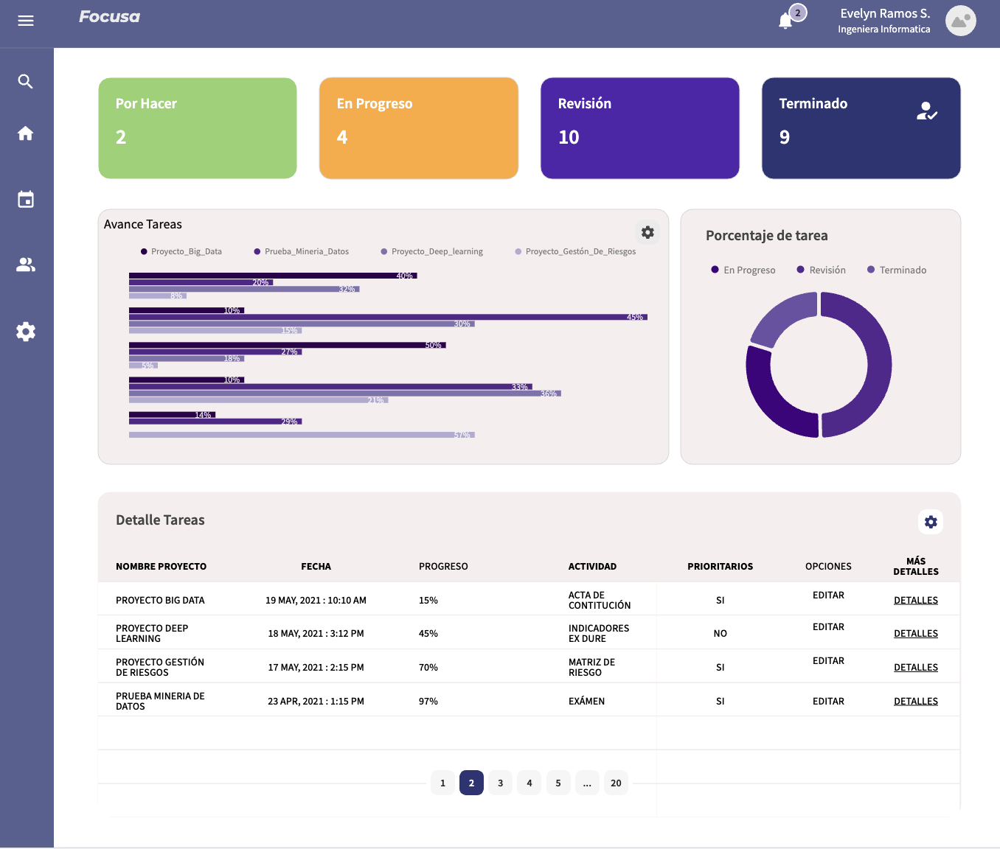 Focusa
2
Evelyn Ramos S.
Ingeniera Informatica
Por Hacer
2
En Progreso
4
Revisión
10
Terminado
9
Avance Tareas
Proyecto_Big_Data Prueba_Mineria_Datos Proyecto_Deep_learning Proyecto_Gestón_De_Riesgos
40%
20%
32%
8%
10%
45%
30%
15%
50%
27%
18%
5%
10%
33%
36%
21%
14%
29%
57%
Porcentaje de tarea
En Progreso Revisión Terminado
Detalle Tareas
NOMBRE PROYECTO FECHA PROGRESO ACTIVIDAD PRIORITARIOS OPCIONES MÁS
DETALLES
PROYECTO BIG DATA 19 MAY, 2021 : 10:10 AM 15% ACTA DE
CONTITUCIÓN SI EDITAR DETALLES
PROYECTO DEEP
LEARNING 18 MAY, 2021 : 3:12 PM 45% INDICADORES
EX DURE NO EDITAR DETALLES
PROYECTO GESTIÓN
DE RIESGOS 17 MAY, 2021 : 2:15 PM 70% MATRIZ DE
RIESGO SI EDITAR DETALLES
PRUEBA MINERIA DE
DATOS 23 APR, 2021 : 1:15 PM 97% EXÁMEN SI EDITAR DETALLES
1 2 3 4 5 ... 20